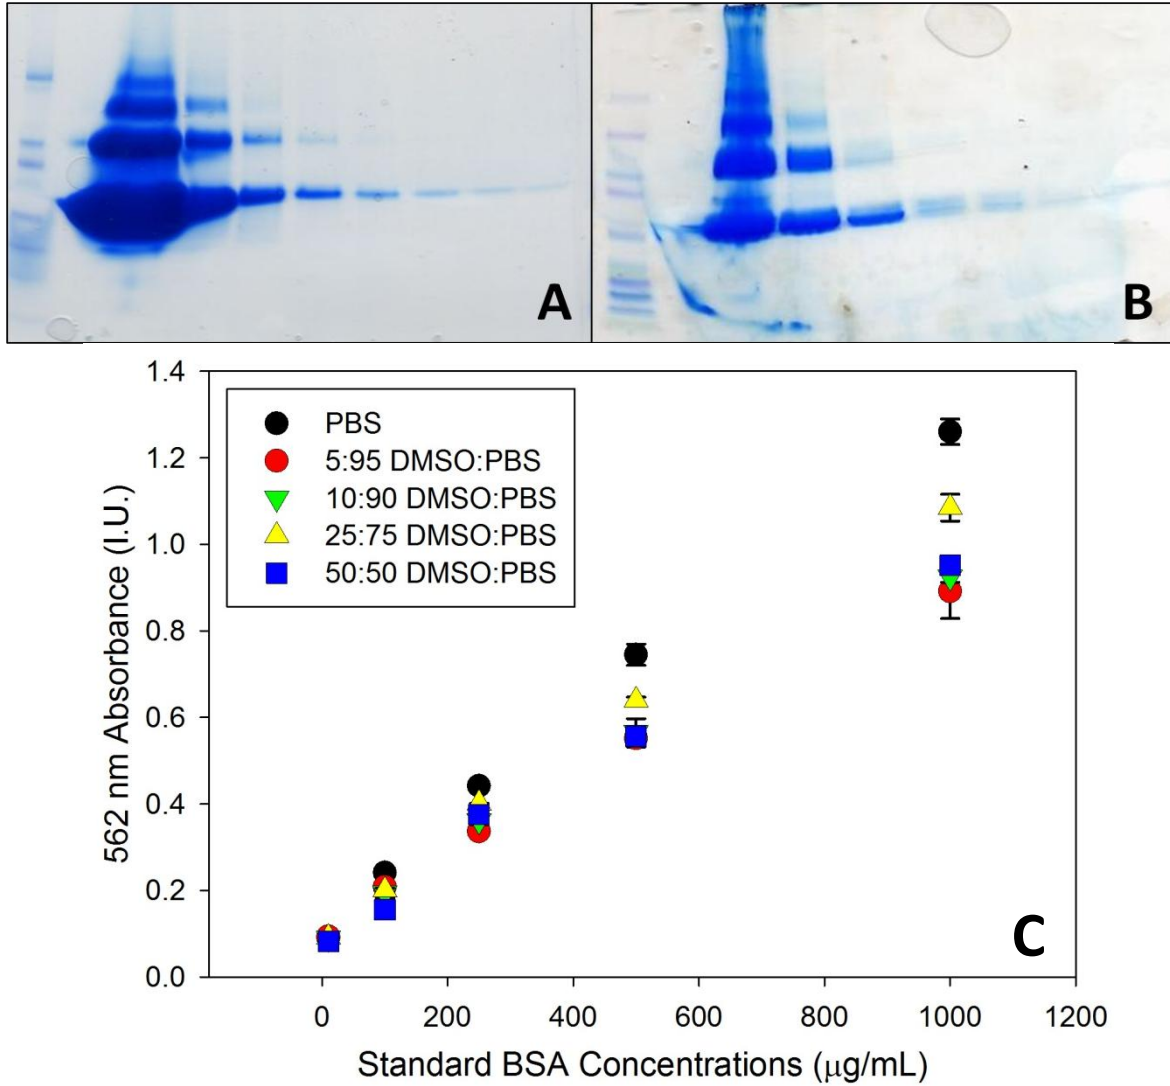 A
B
1.4
1.2
1.0
0.8
0.6
0.4
0.2
0.0
562 nm Absorbance (I.U.)
PBS
5:95 DMSO:PBS
10:90 DMSO:PBS
25:75 DMSO:PBS
50:50 DMSO:PBS
C
0 200 400 600 800 1000 1200
Standard BSA Concentrations (μg/mL)